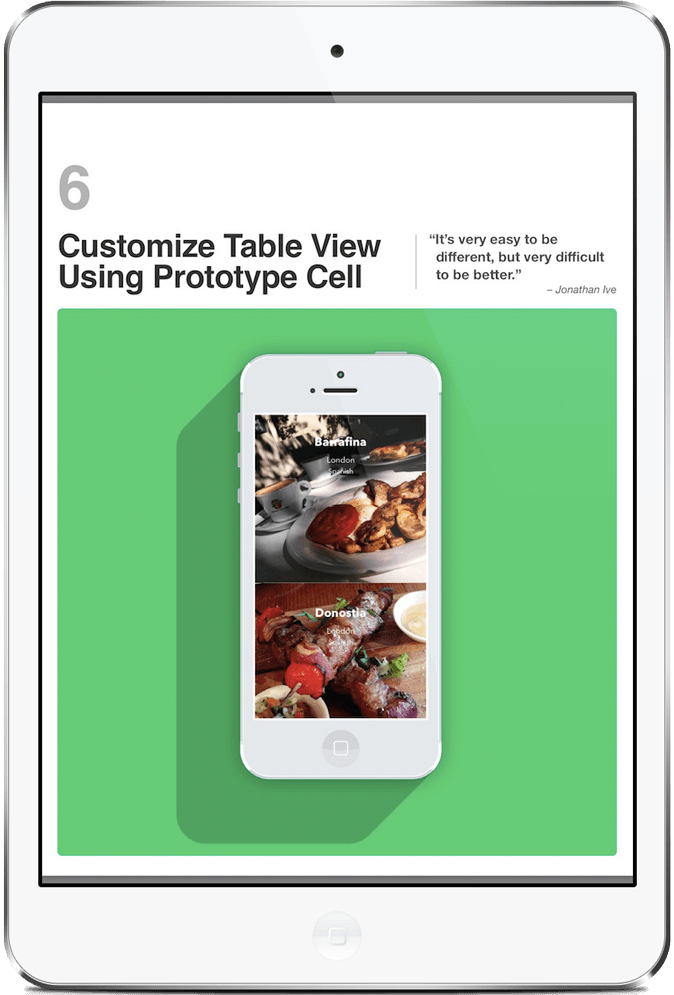 6
Customize Table View
Using Prototype Cell
“It’s very easy to be
different, but very difficult
to be better.”
– Jonathan Ive
Barrafina
London
Spanish
Donostia
London
Spanish